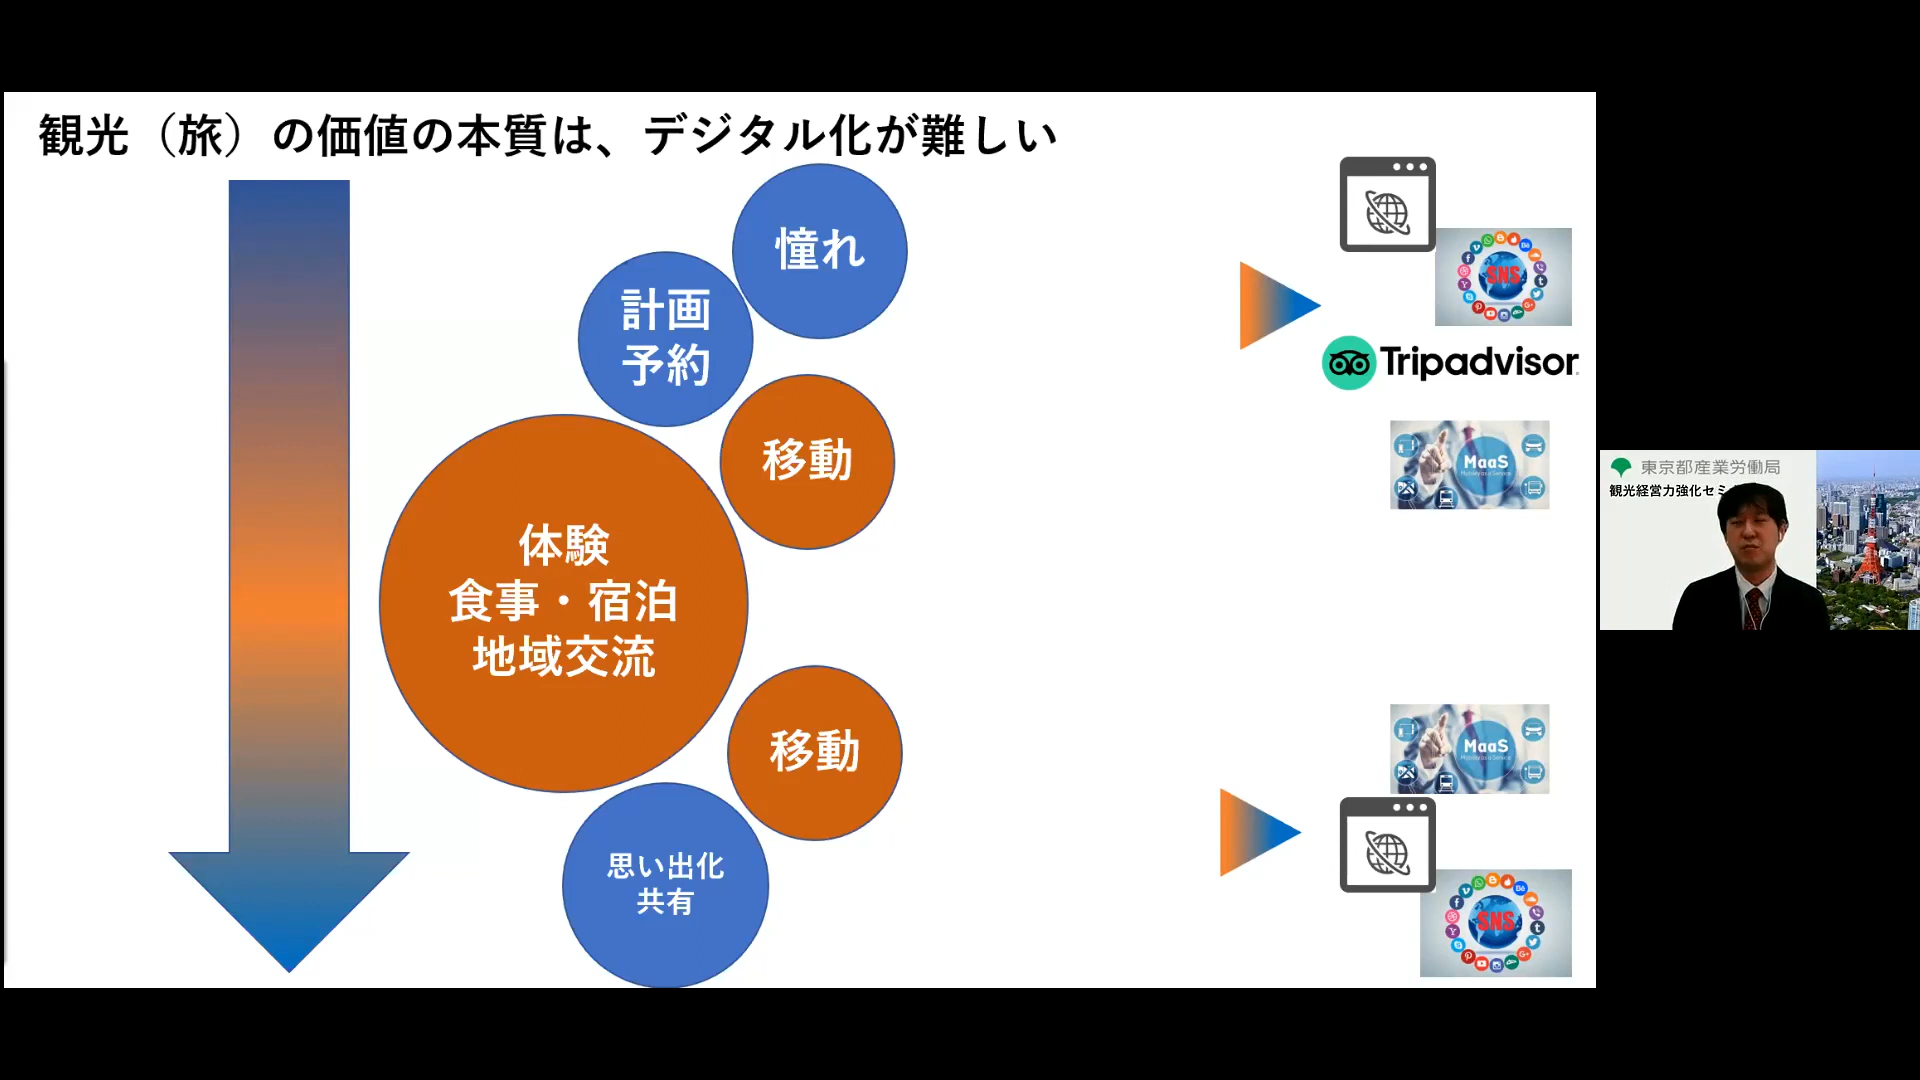 観光（旅）の価値の本質は、デジタル化が難しい
憧れ
計画
予約
移動
体験
食事・宿泊
地域交流
移動
思い出化
共有
SNS
Tripadvisor
MaaS
MaaS
SNS
東京都産業労働局
観光経営力強化セミ